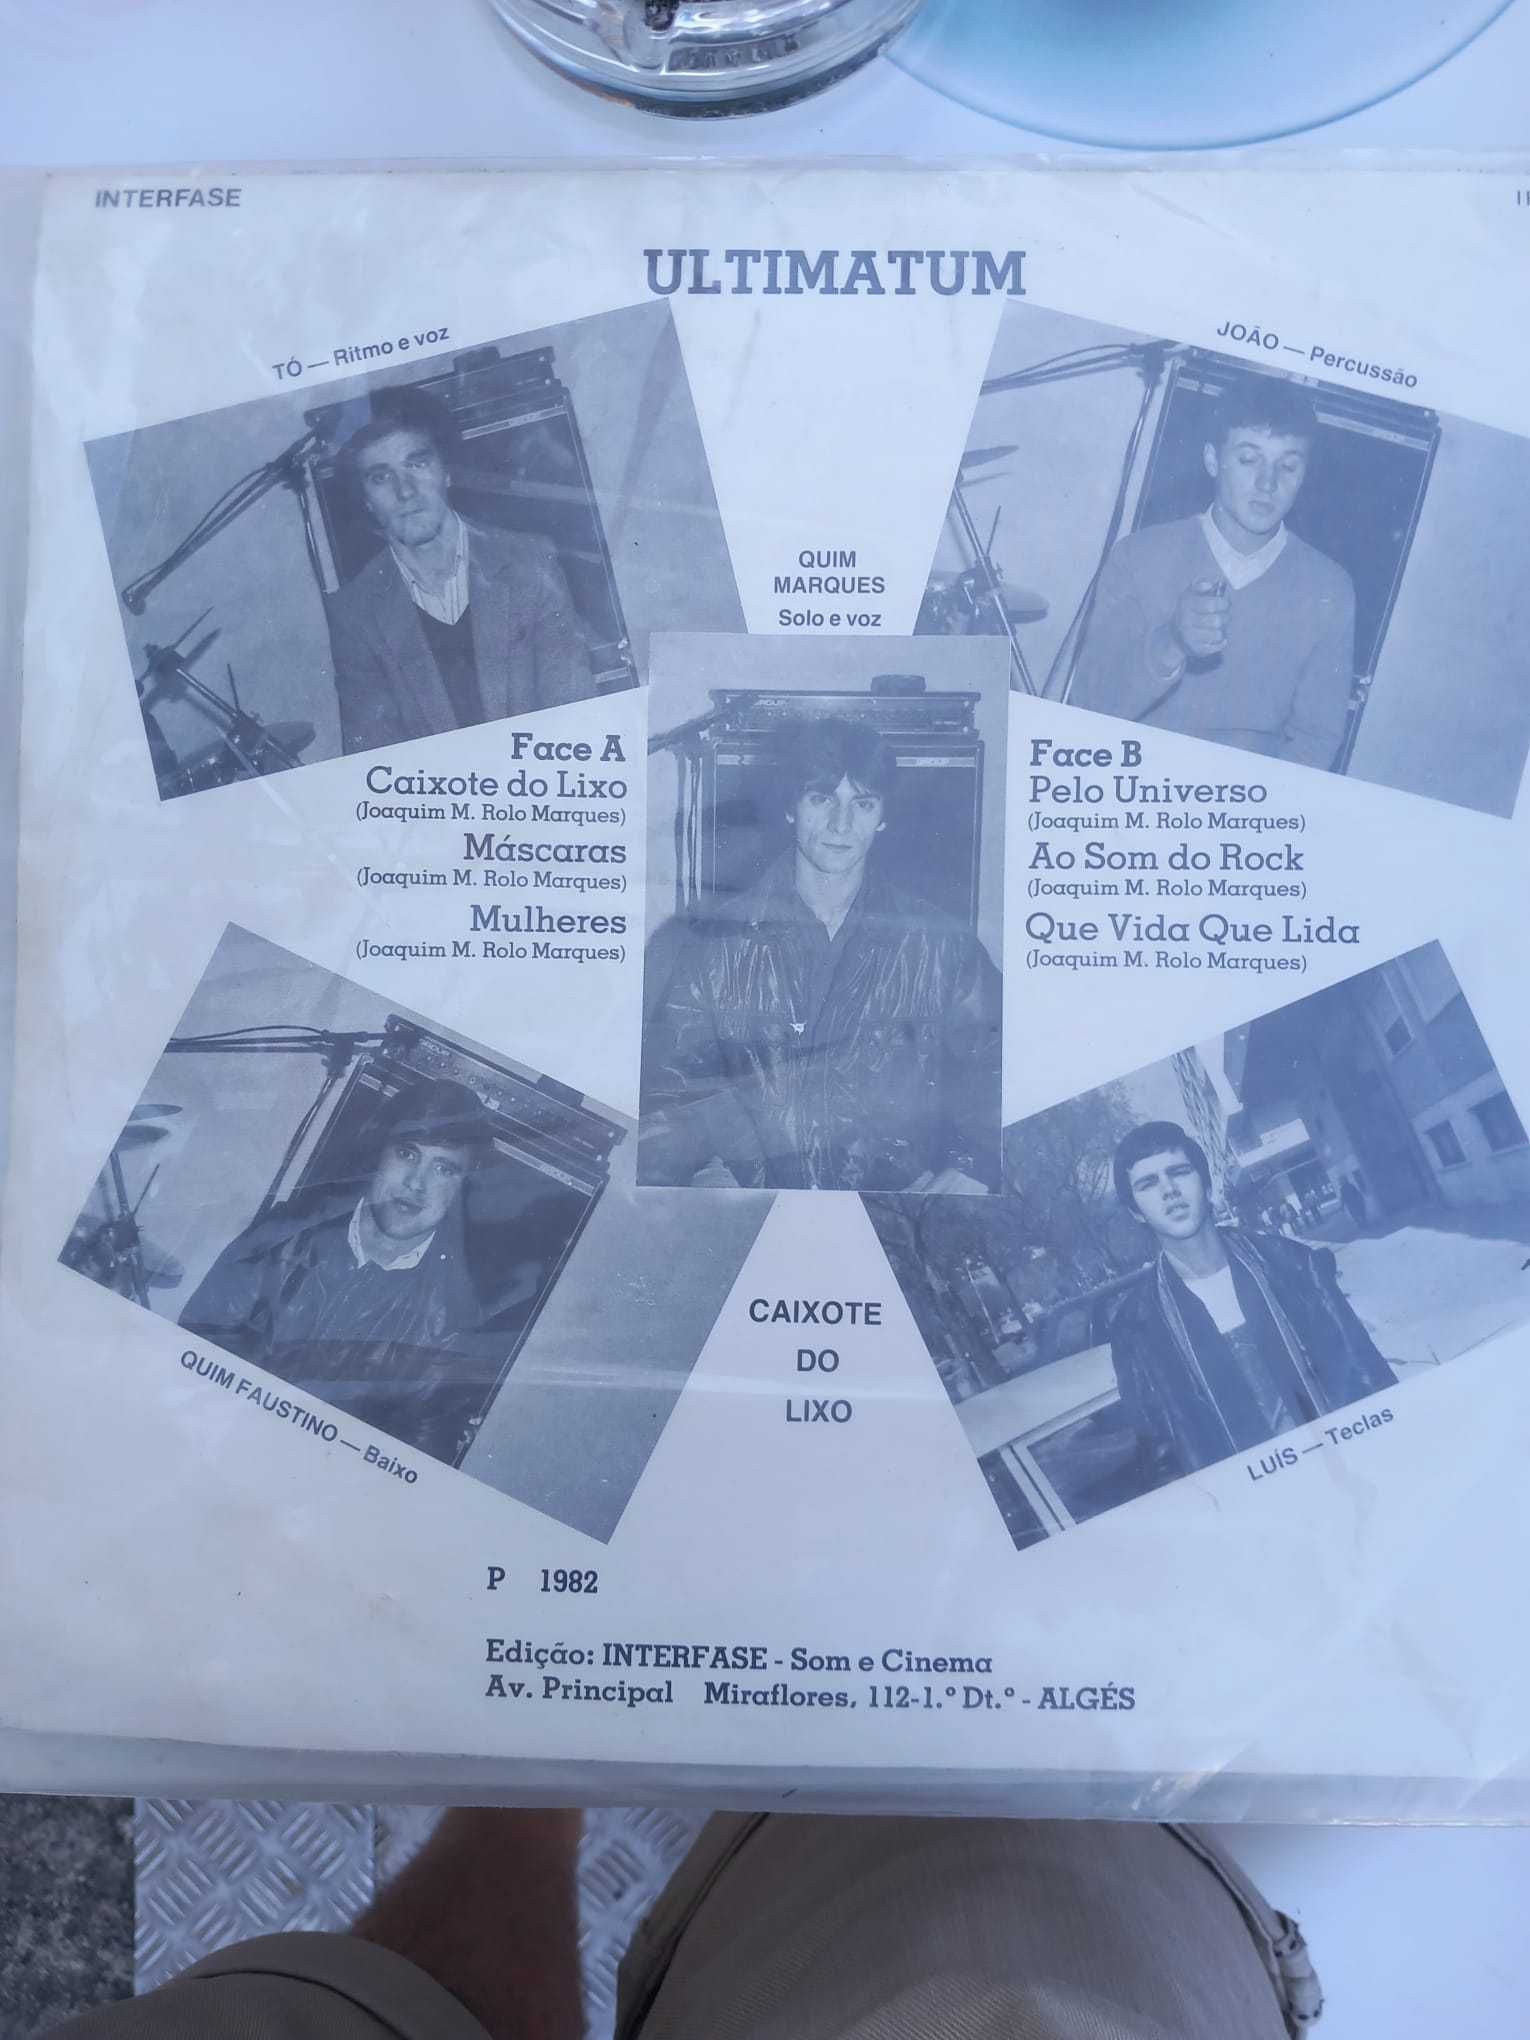 INTERFASE
ULTIMATUM
TÓ — Ritmo e voz
JOÃO — Percussão
QUIM
MARQUES
Solo e voz
Face A
Caixote do Lixo
(Joaquim M. Rolo Marques)
Máscaras
(Joaquim M. Rolo Marques)
Mulheres
(Joaquim M. Rolo Marques)
Face B
Pelo Universo
(Joaquim M. Rolo Marques)
Ao Som do Rock
(Joaquim M. Rolo Marques)
Que Vida Que Lida
(Joaquim M. Rolo Marques)
QUIM FAUSTINO — Baixo
CAIXOTE
DO
LIXO
LUÍS — Teclas
P 1982
Edição: INTERFASE - Som e Cinema
Av. Principal Miraflores, 112-1.º Dt.º - ALGÉS